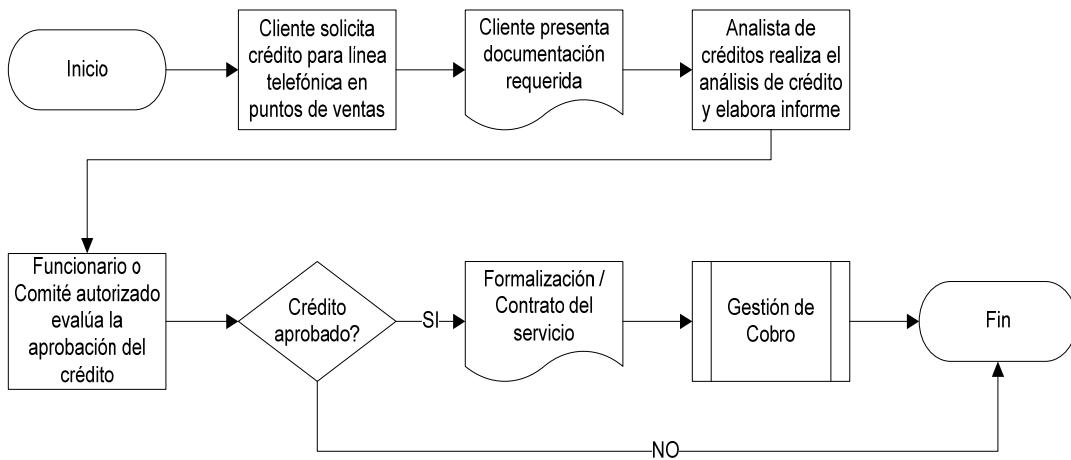 Inicio
Cliente solicita
crédito para línea
telefónica en
puntos de ventas
Cliente presenta
documentación
requerida
Analista de
créditos realiza el
análisis de crédito
y elabora informe
Funcionario o
Comité autorizado
evalúa la
aprobación del
crédito
Crédito
aprobado?
SI
Formalización /
Contrato del
servicio
Gestión de
Cobro
Fin
NO